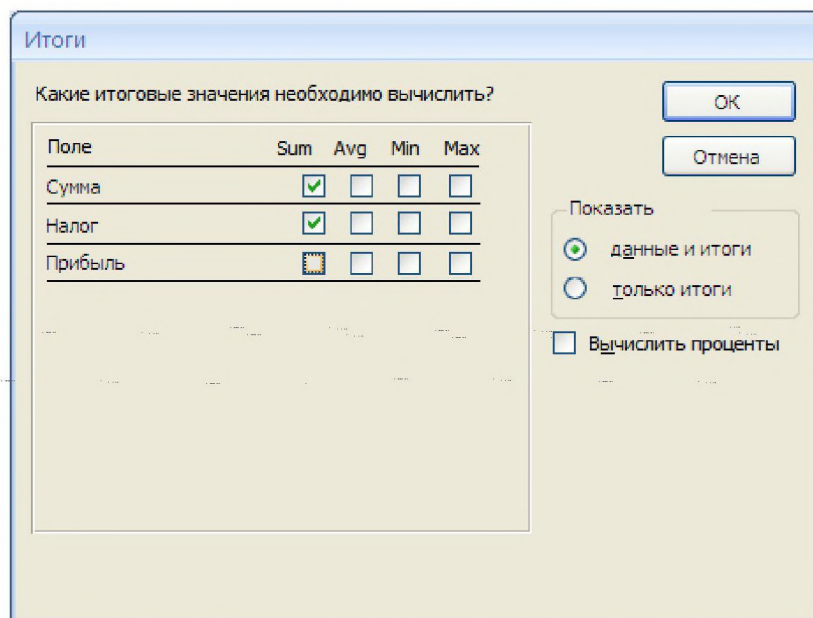 Итоги
Какие итоговые значения необходимо вычислить?
OK
Отмена
Поле Sum Avg Min Max
Сумма
Налог
Прибыль
Показать
данные и итоги
только итоги
Вычислить проценты